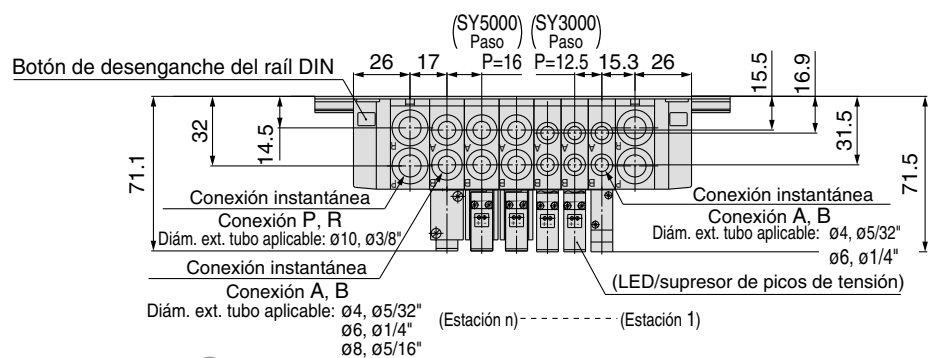 (SY5000) (SY3000)
Paso Paso
26 17 P=16 P=12.5 15.3 26
Botón de desenganche del raíl DIN
15.5
16.9
71.1
32
14.5
31.5
71.5
R A A A A A A R
P B B B B B B P
Conexión instantánea
Conexión P, R
Diám. ext. tubo aplicable: ø10, ø3/8"
Conexión instantánea
Conexión A, B
Diám. ext. tubo aplicable: ø4, ø5/32"
ø6, ø1/4"
(LED/supresor de picos de tensión)
Conexión instantánea
Conexión A, B
Diám. ext. tubo aplicable: ø4, ø5/32"
ø6, ø1/4"
ø8, ø5/16"
(Estación n) (Estación 1)